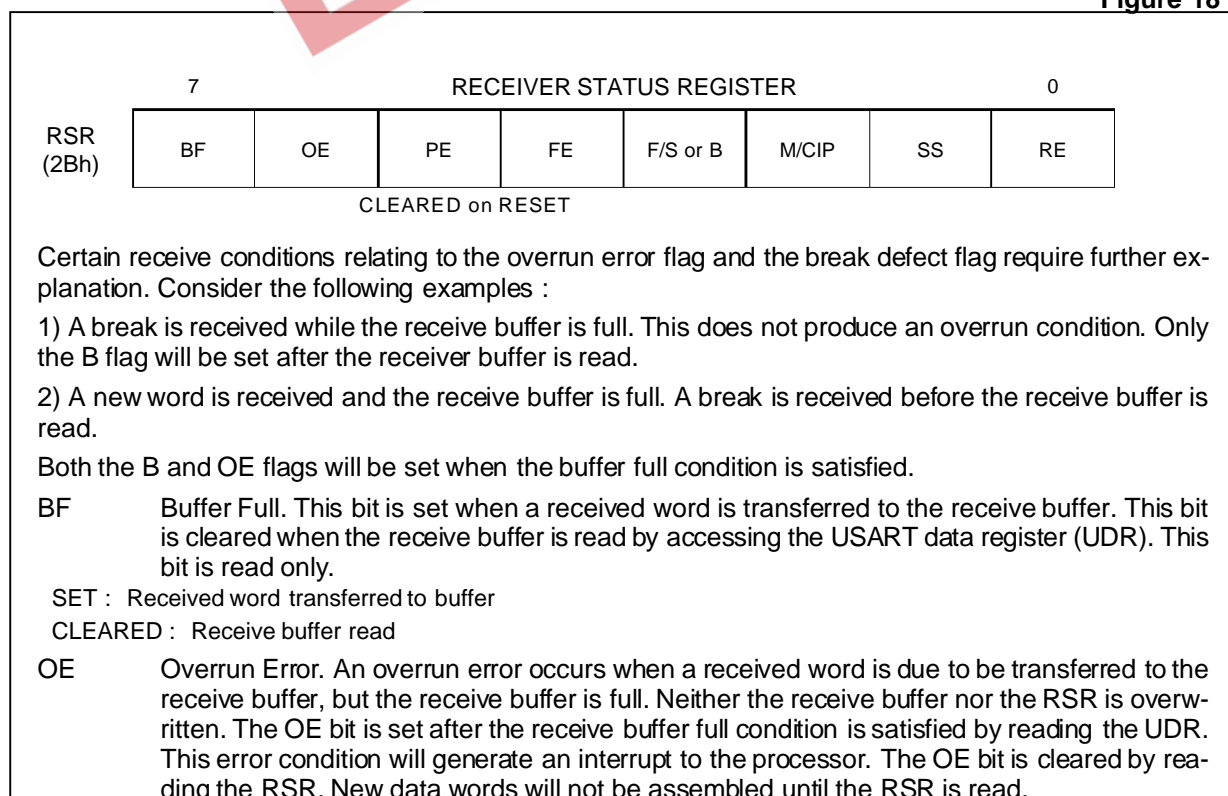 Figure 18
7 RECEIVER STATUS REGISTER 0
RSR
(2Bh)
BF OE PE FE F/S or B M/CIP SS RE
CLEARED on RESET
Certain receive conditions relating to the overrun error flag and the break defect flag require further ex-
planation. Consider the following examples :
1) A break is received while the receive buffer is full. This does not produce an overrun condition. Only
the B flag will be set after the receiver buffer is read.
2) A new word is received and the receive buffer is full. A break is received before the receive buffer is
read.
Both the B and OE flags will be set when the buffer full condition is satisfied.
BF Buffer Full. This bit is set when a received word is transferred to the receive buffer. This bit
is cleared when the receive buffer is read by accessing the USART data register (UDR). This
bit is read only.
SET : Received word transferred to buffer
CLEARED : Receive buffer read
OE Overrun Error. An overrun error occurs when a received word is due to be transferred to the
receive buffer, but the receive buffer is full. Neither the receive buffer nor the RSR is overw-
ritten. The OE bit is set after the receive buffer full condition is satisfied by reading the UDR.
This error condition will generate an interrupt to the processor. The OE bit is cleared by rea-
ding the RSR. New data words will not be assembled until the RSR is read.